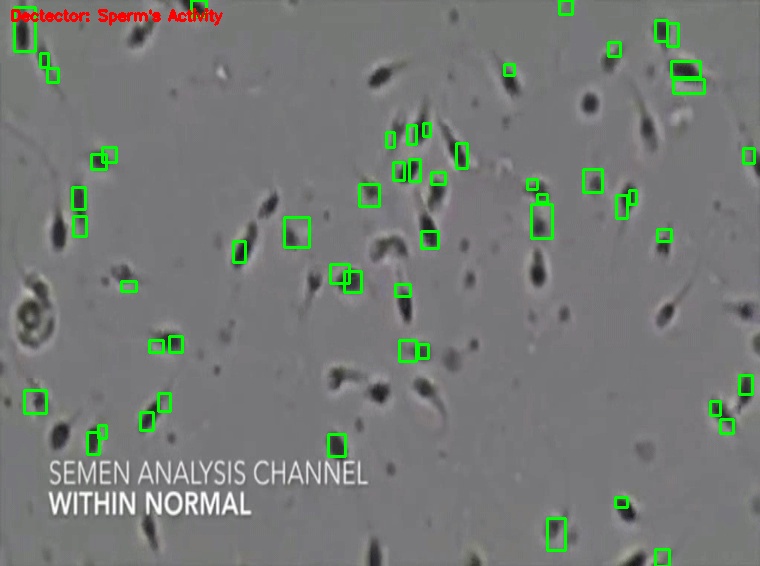 Dectector: Sperm's Activity
SEMEN ANALYSIS CHANNEL
WITHIN NORMAL